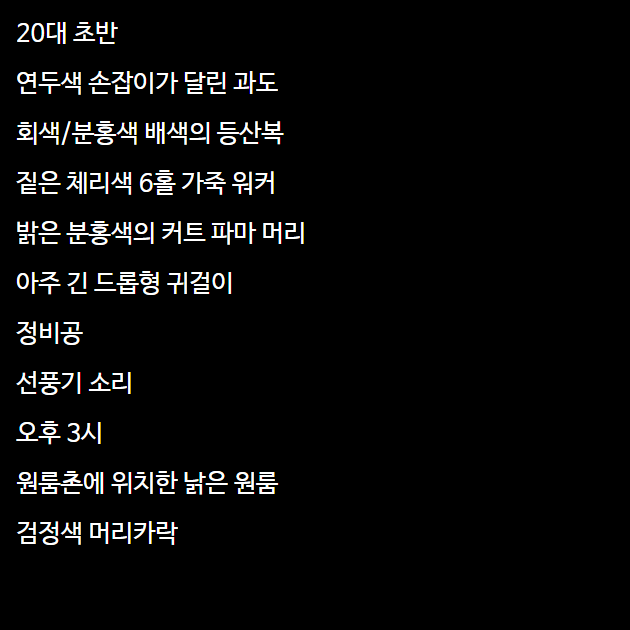 20대 초반
연두색 손잡이가 달린 과도
회색/분홍색 배색의 등산복
짙은 체리색 6홀 가죽 워커
밝은 분홍색의 커트 파마 머리
아주 긴 드롭형 귀걸이
정비공
선풍기 소리
오후 3시
원룸촌에 위치한 낡은 원룸
검정색 머리카락